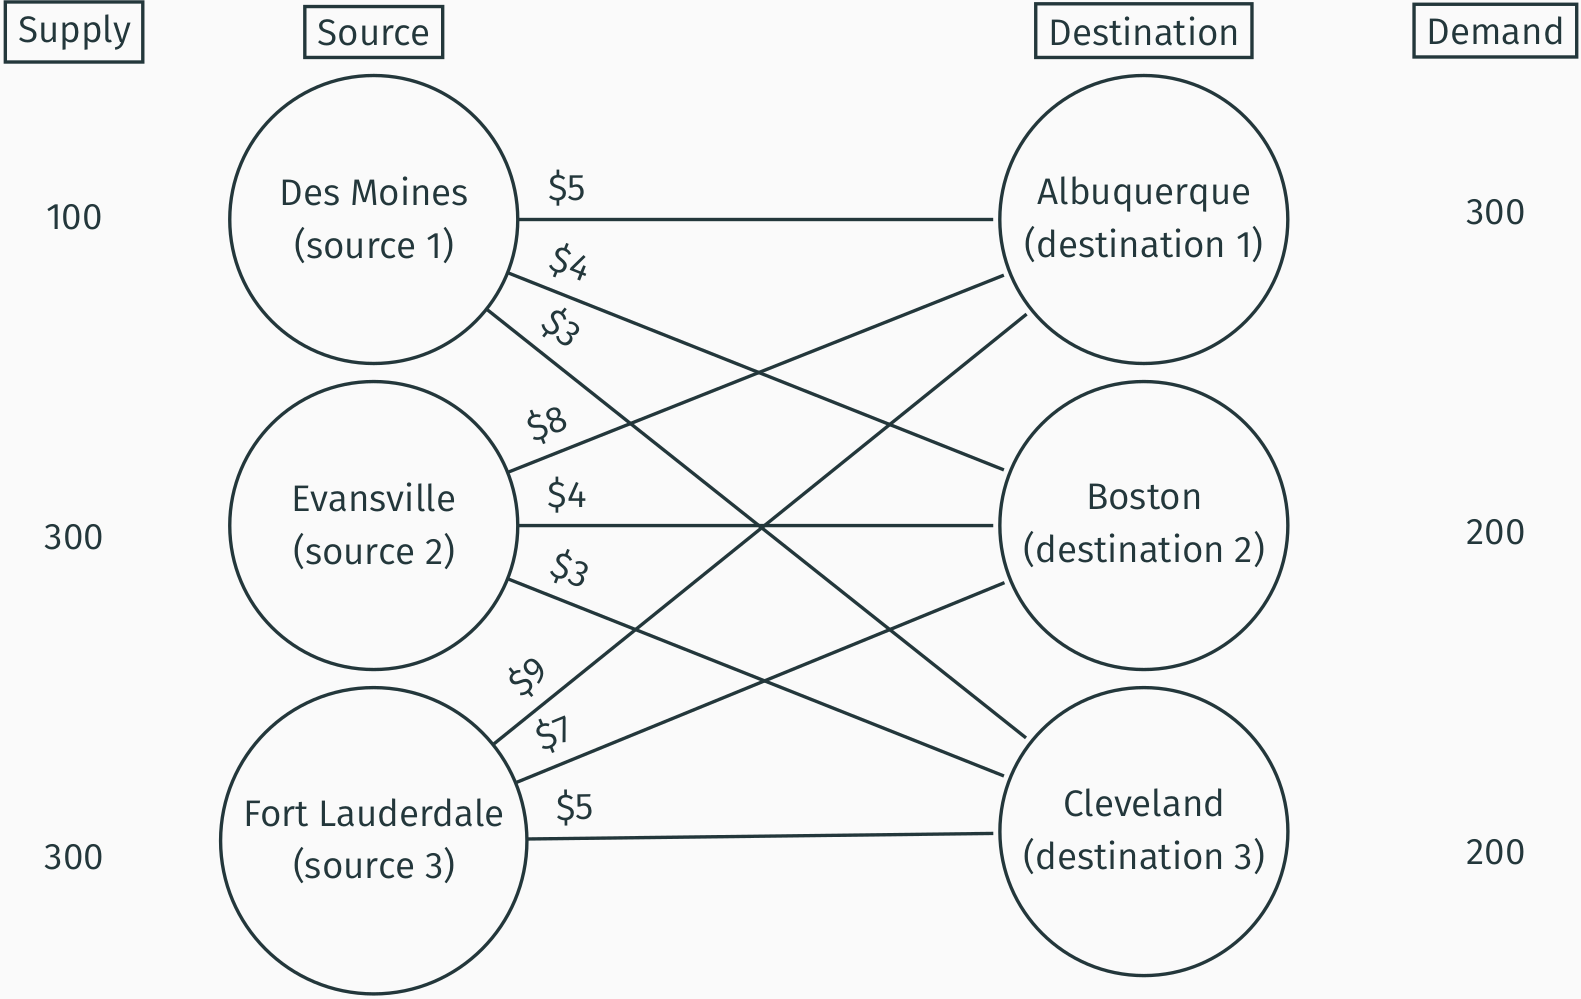 Supply
Source
Destination
Demand
100
Des Moines
(source 1)
$5
$4
$3
Albuquerque
(destination 1)
300
300
Evansville
(source 2)
$8
$4
$3
Boston
(destination 2)
200
300
Fort Lauderdale
(source 3)
$9
$7
$5
Cleveland
(destination 3)
200